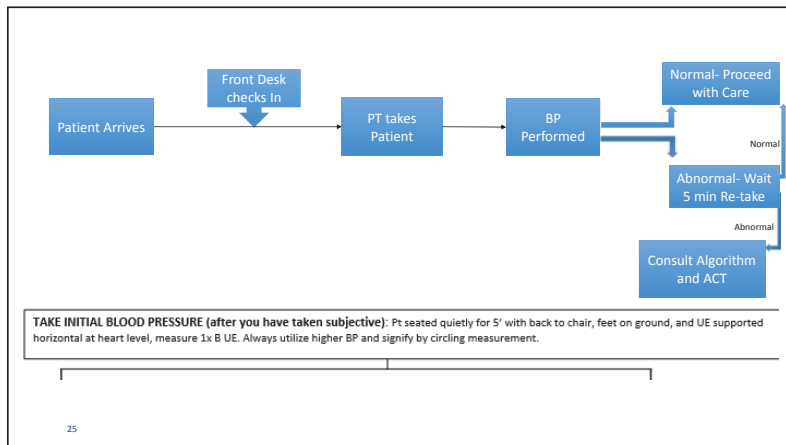 Front Desk
checks In
Normal- Proceed
with Care
Patient Arrives
PT takes
Patient
BP
Performed
Normal
Abnormal- Wait
5 min Re-take
Abnormal
Consult Algorithm
and ACT
TAKE INITIAL BLOOD PRESSURE (after you have taken subjective): Pt seated quietly for 5’ with back to chair, feet on ground, and UE supported
horizontal at heart level, measure 1x B UE. Always utilize higher BP and signify by circling measurement.
25